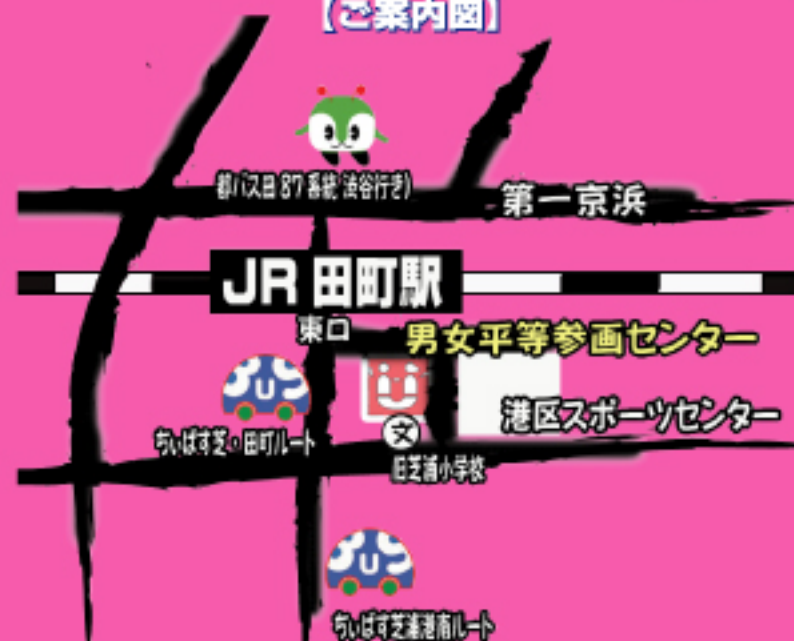 【ご案内図】
都バス田87系統 渋谷行き)
第一京浜
JR 田町駅
東口
男女平等参画センター
港区スポーツセンター
文
ちぃばす芝・田町ルート
旧芝浦小学校
ちぃばす芝浦港南ルート